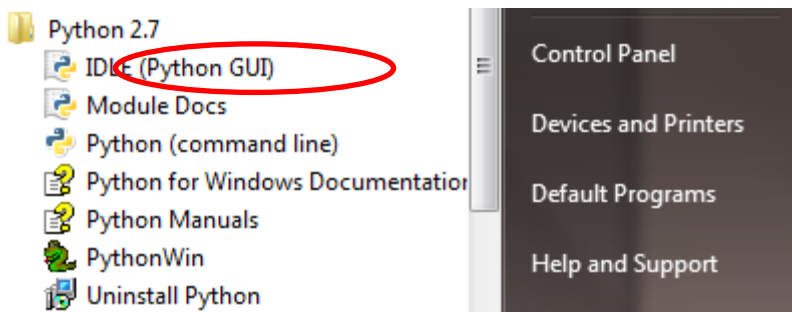 Python 2.7
IDLE (Python GUI)
Module Docs
Python (command line)
Python for Windows Documentation
Python Manuals
PythonWin
Uninstall Python
Control Panel
Devices and Printers
Default Programs
Help and Support